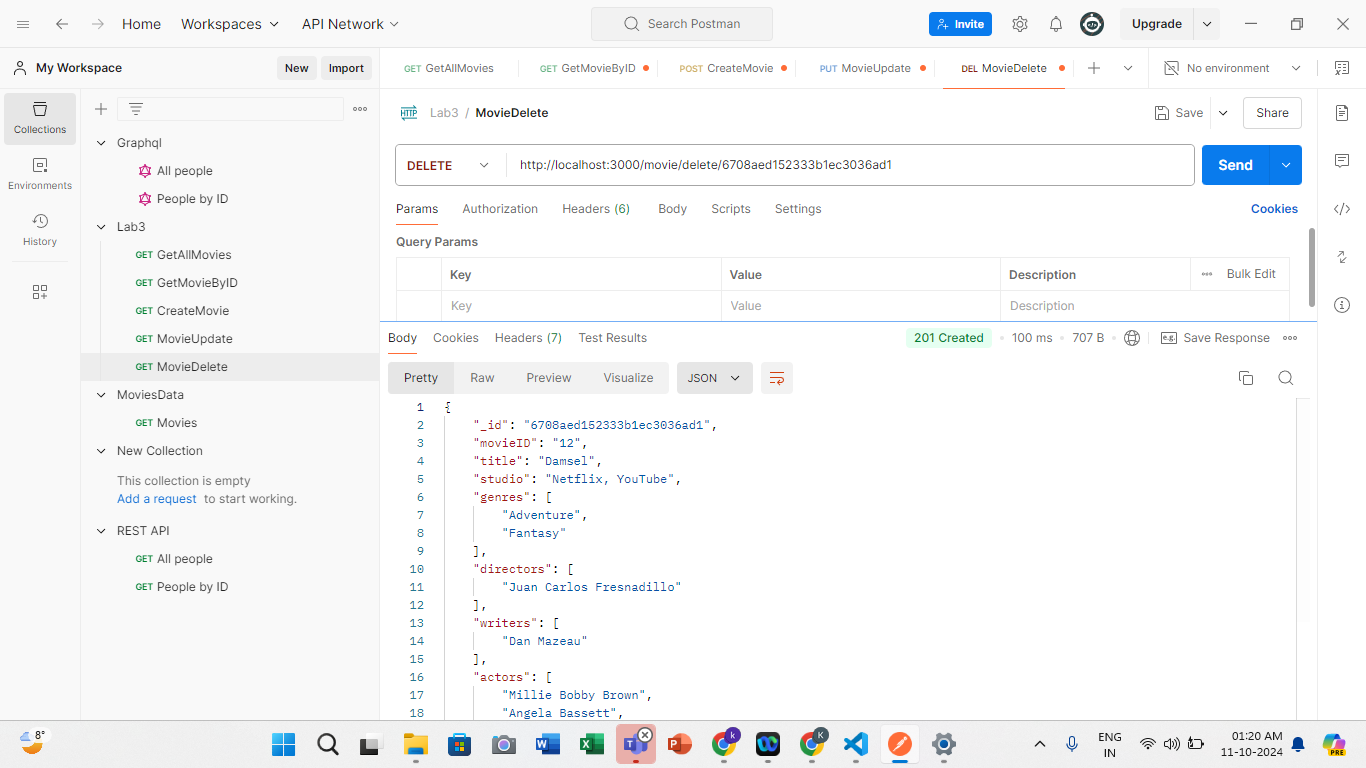 Home Workspaces API Network Search Postman Invite Upgrade
My Workspace New Import GET GetAllMovies GET GetMovieByID POST CreateMovie PUT MovieUpdate DEL MovieDelete No environment
Collections
Environments
History
Graphql
All people
People by ID
Lab3
GET GetAllMovies
GET GetMovieByID
GET CreateMovie
GET MovieUpdate
GET MovieDelete
MoviesData
GET Movies
New Collection
This collection is empty
Add a request to start working.
REST API
GET All people
GET People by ID
HTTP Lab3 / MovieDelete Save Share
DELETE http://localhost:3000/movie/delete/6708aed152333b1ec3036ad1 Send
Params Authorization Headers (6) Body Scripts Settings Cookies
Query Params
Key Value Description Bulk Edit
Key Value Description
Body Cookies Headers (7) Test Results 201 Created 100 ms 707 B e.g. Save Response
Pretty Raw Preview Visualize JSON
1 {
2 "_id": "6708aed152333b1ec3036ad1",
3 "movieID": "12",
4 "title": "Damsel",
5 "studio": "Netflix, YouTube",
6 "genres": [
7 "Adventure",
8 "Fantasy"
9 ],
10 "directors": [
11 "Juan Carlos Fresnadillo"
12 ],
13 "writers": [
14 "Dan Mazeau"
15 ],
16 "actors": [
17 "Millie Bobby Brown",
18 "Angela Bassett",
8° ENG 01:20 AM
IN 11-10-2024